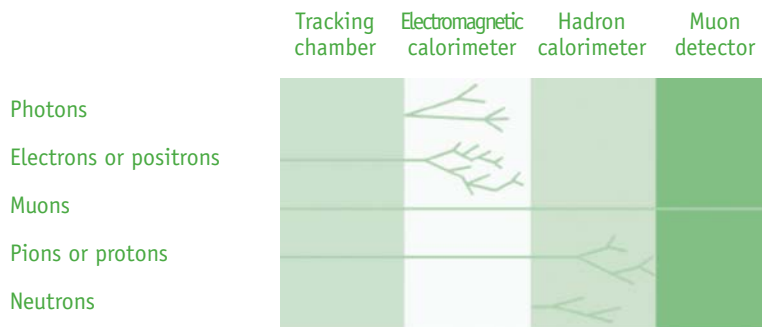 Tracking chamber
Electromagnetic calorimeter
Hadron calorimeter
Muon detector
Photons
Electrons or positrons
Muons
Pions or protons
Neutrons